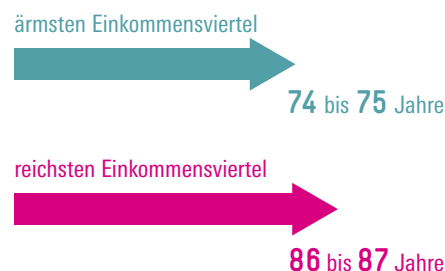 ärmsten Einkommensviertel
74 bis 75 Jahre
reichsten Einkommensviertel
86 bis 87 Jahre